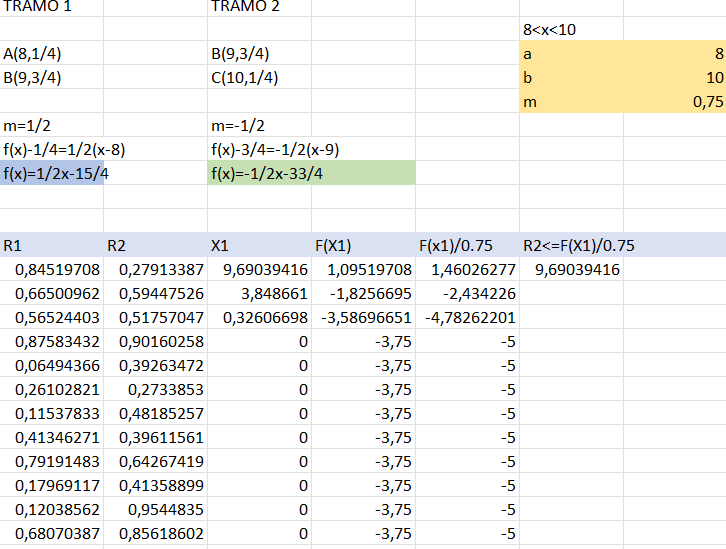 TRAMO 1 TRAMO 2
8<x<10
A(8,1/4) B(9,3/4) a 8
B(9,3/4) C(10,1/4) b 10
m 0,75
m=1/2 m=-1/2
f(x)-1/4=1/2(x-8) f(x)-3/4=-1/2(x-9)
f(x)=1/2x-15/4 f(x)=-1/2x-33/4
R1 R2 X1 F(X1) F(x1)/0.75 R2<=F(X1)/0.75
0,84519708 0,27913387 9,69039416 1,09519708 1,46026277 9,69039416
0,66500962 0,59447526 3,848661 -1,8256695 -2,434226
0,56524403 0,51757047 0,32606698 -3,58696651 -4,78262201
0,87583432 0,90160258 0 -3,75 -5
0,06494366 0,39263472 0 -3,75 -5
0,26102821 0,2733853 0 -3,75 -5
0,11537833 0,48185257 0 -3,75 -5
0,41346271 0,39611561 0 -3,75 -5
0,79191483 0,64267419 0 -3,75 -5
0,17969117 0,41358899 0 -3,75 -5
0,12038562 0,9544835 0 -3,75 -5
0,68070387 0,85618602 0 -3,75 -5